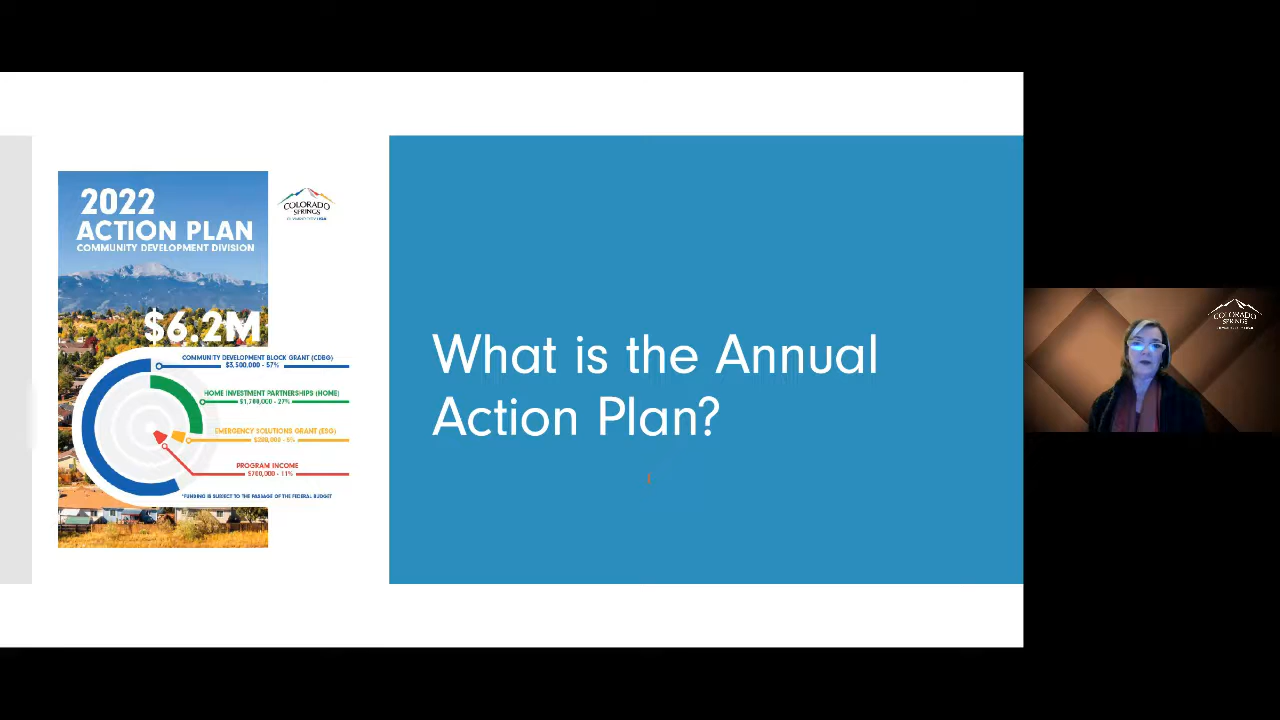 2022
ACTION PLAN
COMMUNITY DEVELOPMENT DIVISION
COLORADO
SPRINGS
OLYMPIC CITY USA
$6.2M
COMMUNITY DEVELOPMENT BLOCK GRANT (CDBG)
$3,500,000 - 57%
HOME INVESTMENT PARTNERSHIPS (HOME)
$1,700,000 - 27%
EMERGENCY SOLUTIONS GRANT (ESG)
$300,000 - 5%
PROGRAM INCOME
$700,000 - 11%
*FUNDING IS SUBJECT TO THE PASSAGE OF THE FEDERAL BUDGET
What is the Annual
Action Plan?
COLORADO
SPRINGS